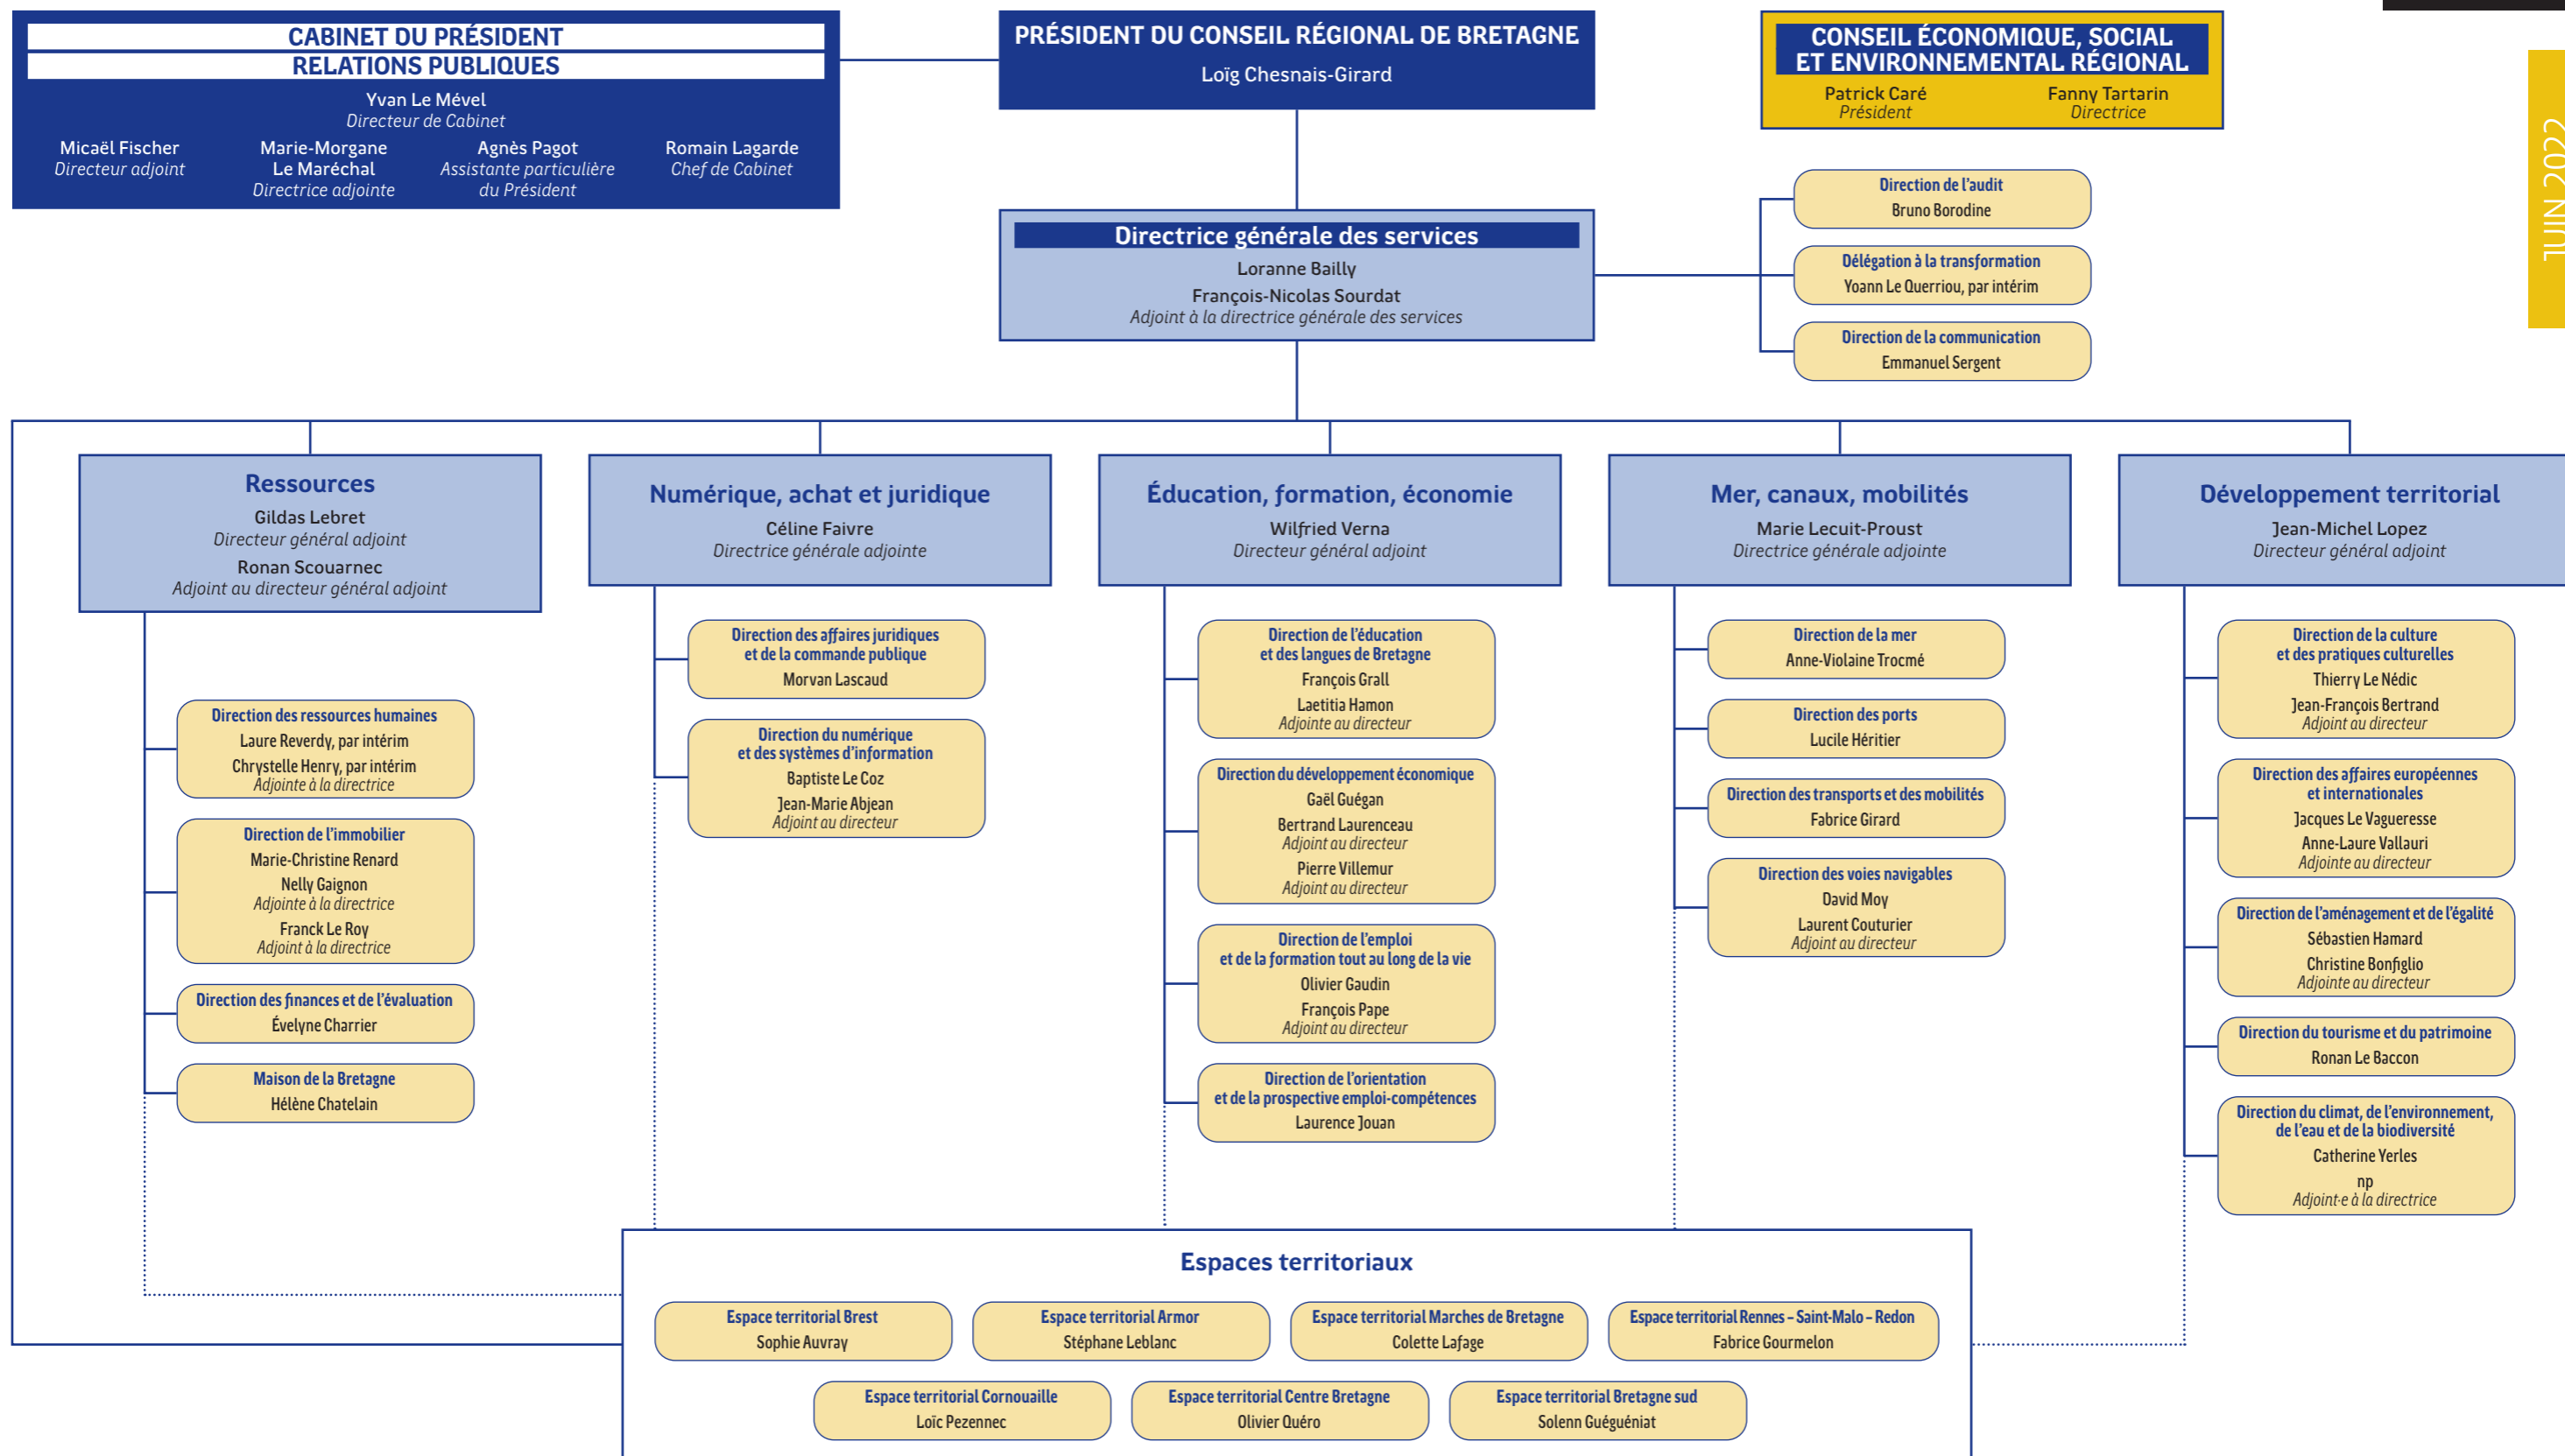 CABINET DU PRÉSIDENT
RELATIONS PUBLIQUES
Yvan Le Mével
Directeur de Cabinet
Micaël Fischer
Directeur adjoint
Marie-Morgane
Le Maréchal
Directrice adjointe
Agnès Pagot
Assistante particulière
du Président
Romain Lagarde
Chef de Cabinet
PRÉSIDENT DU CONSEIL RÉGIONAL DE BRETAGNE
Loïg Chesnais-Girard
CONSEIL ÉCONOMIQUE, SOCIAL
ET ENVIRONNEMENTAL RÉGIONAL
Patrick Caré
Président
Fanny Tartarin
Directrice
JUIN 2022
Directrice générale des services
Loranne Bailly
François-Nicolas Sourdat
Adjoint à la directrice générale des services
Direction de l'audit
Bruno Borodine
Délégation à la transformation
Yoann Le Querriou, par intérim
Direction de la communication
Emmanuel Sergent
Ressources
Gildas Lebret
Directeur général adjoint
Ronan Scouarnec
Adjoint au directeur général adjoint
Direction des ressources humaines
Laure Reverdy, par intérim
Chrystelle Henry, par intérim
Adjointe à la directrice
Direction de l'immobilier
Marie-Christine Renard
Nelly Gaignon
Adjointe à la directrice
Franck Le Roy
Adjoint à la directrice
Direction des finances et de l'évaluation
Évelyne Charrier
Maison de la Bretagne
Hélène Chatelain
Numérique, achat et juridique
Céline Faivre
Directrice générale adjointe
Direction des affaires juridiques
et de la commande publique
Morvan Lascaud
Direction du numérique
et des systèmes d'information
Baptiste Le Coz
Jean-Marie Abjean
Adjoint au directeur
Éducation, formation, économie
Wilfried Verna
Directeur général adjoint
Direction de l'éducation
et des langues de Bretagne
François Grall
Laetitia Hamon
Adjointe au directeur
Direction du développement économique
Gaël Guégan
Bertrand Laurenceau
Adjoint au directeur
Pierre Villemur
Adjoint au directeur
Direction de l'emploi
et de la formation tout au long de la vie
Olivier Gaudin
François Pape
Adjoint au directeur
Direction de l'orientation
et de la prospective emploi-compétences
Laurence Jouan
Mer, canaux, mobilités
Marie Lecuit-Proust
Directrice générale adjointe
Direction de la mer
Anne-Violaine Trocmé
Direction des ports
Lucile Héritier
Direction des transports et des mobilités
Fabrice Girard
Direction des voies navigables
David Moy
Laurent Couturier
Adjoint au directeur
Développement territorial
Jean-Michel Lopez
Directeur général adjoint
Direction de la culture
et des pratiques culturelles
Thierry Le Nédic
Jean-François Bertrand
Adjoint au directeur
Direction des affaires européennes
et internationales
Jacques Le Vagueresse
Anne-Laure Vallauri
Adjointe au directeur
Direction de l'aménagement et de l'égalité
Sébastien Hamard
Christine Bonfiglio
Adjointe au directeur
Direction du tourisme et du patrimoine
Ronan Le Baccon
Direction du climat, de l'environnement,
de l'eau et de la biodiversité
Catherine Yerles
np
Adjoint·e à la directrice
Espaces territoriaux
Espace territorial Brest
Sophie Auvray
Espace territorial Armor
Stéphane Leblanc
Espace territorial Marches de Bretagne
Colette Lafage
Espace territorial Rennes – Saint-Malo – Redon
Fabrice Gourmelon
Espace territorial Cornouaille
Loïc Pezennec
Espace territorial Centre Bretagne
Olivier Quéro
Espace territorial Bretagne sud
Solenn Guéguéniat